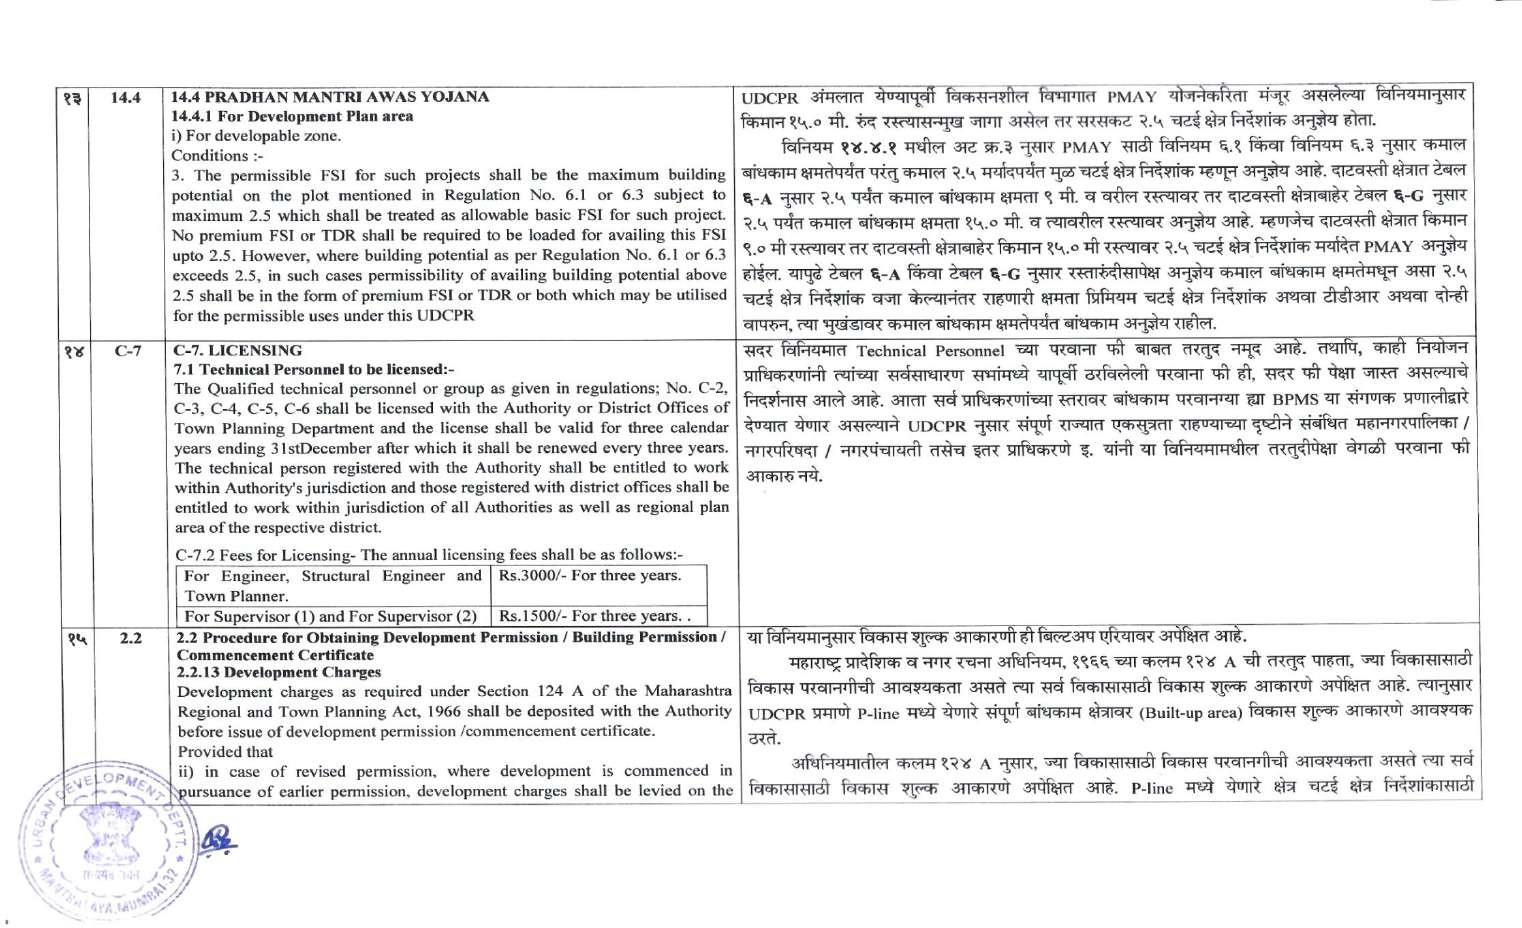 १३
14.4
14.4 PRADHAN MANTRI AWAS YOJANA
14.4.1 For Development Plan area
i) For developable zone.
Conditions :-
3. The permissible FSI for such projects shall be the maximum building
potential on the plot mentioned in Regulation No. 6.1 or 6.3 subject to
maximum 2.5 which shall be treated as allowable basic FSI for such project.
No premium FSI or TDR shall be required to be loaded for availing this FSI
upto 2.5. However, where building potential as per Regulation No. 6.1 or 6.3
exceeds 2.5, in such cases permissibility of availing building potential above
2.5 shall be in the form of premium FSI or TDR or both which may be utilised
for the permissible uses under this UDCPR
UDCPR अंमलात येण्यापूर्वी विकसनशील विभागात PMAY योजनेकरिता मंजूर असलेल्या विनियमानुसार
किमान १५.० मी. रुंद रस्त्यासन्मुख जागा असेल तर सरसकट २.५ चटई क्षेत्र निर्देशांक अनुज्ञेय होता.
विनियम १४.४.१ मधील अट क्र.३ नुसार PMAY साठी विनियम ६.१ किंवा विनियम ६.३ नुसार कमाल
बांधकाम क्षमतेपर्यंत परंतु कमाल २.५ मर्यादपर्यंत मुळ चटई क्षेत्र निर्देशांक म्हणून अनुज्ञेय आहे. दाटवस्ती क्षेत्रात टेबल
६-A नुसार २.५ पर्यंत कमाल बांधकाम क्षमता ९ मी. व वरील रस्त्यावर तर दाटवस्ती क्षेत्राबाहेर टेबल ६-G नुसार
२.५ पर्यंत कमाल बांधकाम क्षमता १५.० मी. व त्यावरील रस्त्यावर अनुज्ञेय आहे. म्हणजेच दाटवस्ती क्षेत्रात किमान
९.० मी रस्त्यावर तर दाटवस्ती क्षेत्राबाहेर किमान १५.० मी रस्त्यावर २.५ चटई क्षेत्र निर्देशांक मर्यादेत PMAY अनुज्ञेय
होईल. यापुढे टेबल ६-A किंवा टेबल ६-G नुसार रस्तारुंदीसापेक्ष अनुज्ञेय कमाल बांधकाम क्षमतेमधून असा २.५
चटई क्षेत्र निर्देशांक वजा केल्यानंतर राहणारी क्षमता प्रिमियम चटई क्षेत्र निर्देशांक अथवा टीडीआर अथवा दोन्ही
वापरुन, त्या भुखंडावर कमाल बांधकाम क्षमतेपर्यंत बांधकाम अनुज्ञेय राहील.
१४
C-7
C-7. LICENSING
7.1 Technical Personnel to be licensed:-
The Qualified technical personnel or group as given in regulations; No. C-2,
C-3, C-4, C-5, C-6 shall be licensed with the Authority or District Offices of
Town Planning Department and the license shall be valid for three calendar
years ending 31stDecember after which it shall be renewed every three years.
The technical person registered with the Authority shall be entitled to work
within Authority's jurisdiction and those registered with district offices shall be
entitled to work within jurisdiction of all Authorities as well as regional plan
area of the respective district.
C-7.2 Fees for Licensing- The annual licensing fees shall be as follows:-
For Engineer, Structural Engineer and
Town Planner.
Rs.3000/- For three years.
For Supervisor (1) and For Supervisor (2)
Rs.1500/- For three years. .
सदर विनियमात Technical Personnel च्या परवाना फी बाबत तरतुद नमूद आहे. तथापि, काही नियोजन
प्राधिकरणांनी त्यांच्या सर्वसाधारण सभांमध्ये यापूर्वी ठरविलेली परवाना फी ही, सदर फी पेक्षा जास्त असल्याचे
निदर्शनास आले आहे. आता सर्व प्राधिकरणांच्या स्तरावर बांधकाम परवानग्या ह्या BPMS या संगणक प्रणालीद्वारे
देण्यात येणार असल्याने UDCPR नुसार संपूर्ण राज्यात एकसुत्रता राहण्याच्या दृष्टीने संबंधित महानगरपालिका /
नगरपरिषदा / नगरपंचायती तसेच इतर प्राधिकरणे इ. यांनी या विनियमामधील तरतुदीपेक्षा वेगळी परवाना फी
आकारु नये.
१५
2.2
2.2 Procedure for Obtaining Development Permission / Building Permission /
Commencement Certificate
2.2.13 Development Charges
Development charges as required under Section 124 A of the Maharashtra
Regional and Town Planning Act, 1966 shall be deposited with the Authority
before issue of development permission /commencement certificate.
Provided that
ii) in case of revised permission, where development is commenced in
pursuance of earlier permission, development charges shall be levied on the
या विनियमानुसार विकास शुल्क आकारणी ही बिल्टअप एरियावर अपेक्षित आहे.
महाराष्ट्र प्रादेशिक व नगर रचना अधिनियम, १९६६ च्या कलम १२४ A ची तरतुद पाहता, ज्या विकासासाठी
विकास परवानगीची आवश्यकता असते त्या सर्व विकासासाठी विकास शुल्क आकारणे अपेक्षित आहे. त्यानुसार
UDCPR प्रमाणे P-line मध्ये येणारे संपूर्ण बांधकाम क्षेत्रावर (Built-up area) विकास शुल्क आकारणे आवश्यक
ठरते.
अधिनियमातील कलम १२४ A नुसार, ज्या विकासासाठी विकास परवानगीची आवश्यकता असते त्या सर्व
विकासासाठी विकास शुल्क आकारणे अपेक्षित आहे. P-line मध्ये येणारे क्षेत्र चटई क्षेत्र निर्देशांकासाठी
URBAN DEVELOPMENT DEPTT.
MANTRALAYA, MUMBAI-32